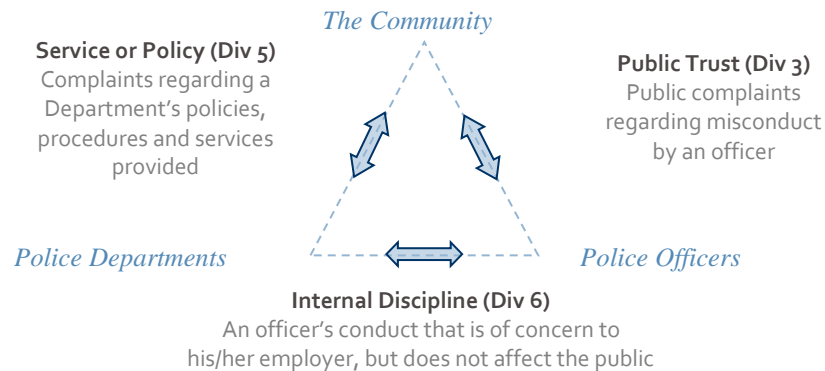 The Community
Service or Policy (Div 5)
Complaints regarding a
Department’s policies,
procedures and services
provided
Public Trust (Div 3)
Public complaints
regarding misconduct
by an officer
Police Departments
Police Officers
Internal Discipline (Div 6)
An officer’s conduct that is of concern to
his/her employer, but does not affect the public